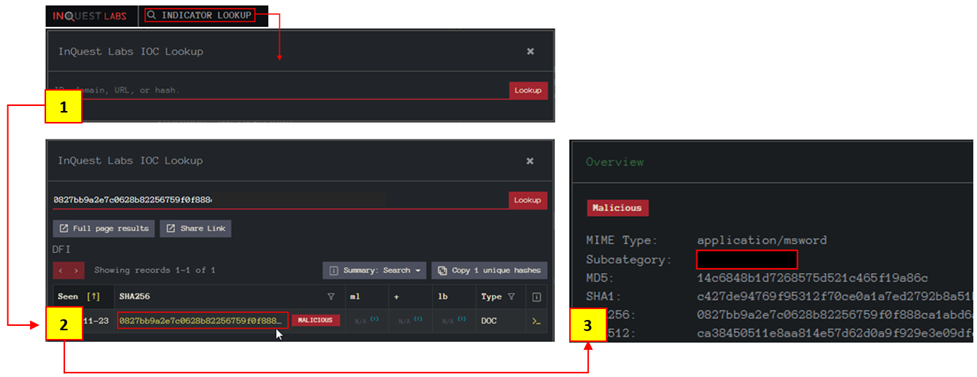 INQUEST LABS INDICATOR LOOKUP
InQuest Labs IOC Lookup ×
domain, URL, or hash. Lookup
1
InQuest Labs IOC Lookup ×
0827bb9a2e7c0628b82256759f0f888 Lookup
Full page results Share Link
DFI
< > Showing records 1-1 of 1 Summary: Search Copy 1 unique hashes
Seen [↑] SHA256 ml + lb Type
2
11-23 0827bb9a2e7c0628b82256759f0f888… MALICIOUS N/A N/A N/A DOC >_
Overview
Malicious
MIME Type: application/msword
Subcategory:
MD5: 14c6848b1d7268575d521c465f19a86c
SHA1: c427de94769f95312f70ce0a1a7ed2792b8a51
3
256: 0827bb9a2e7c0628b82256759f0f888ca1abd6
512: ca38450511e8aa814e57d62d0a9f929e3e09df